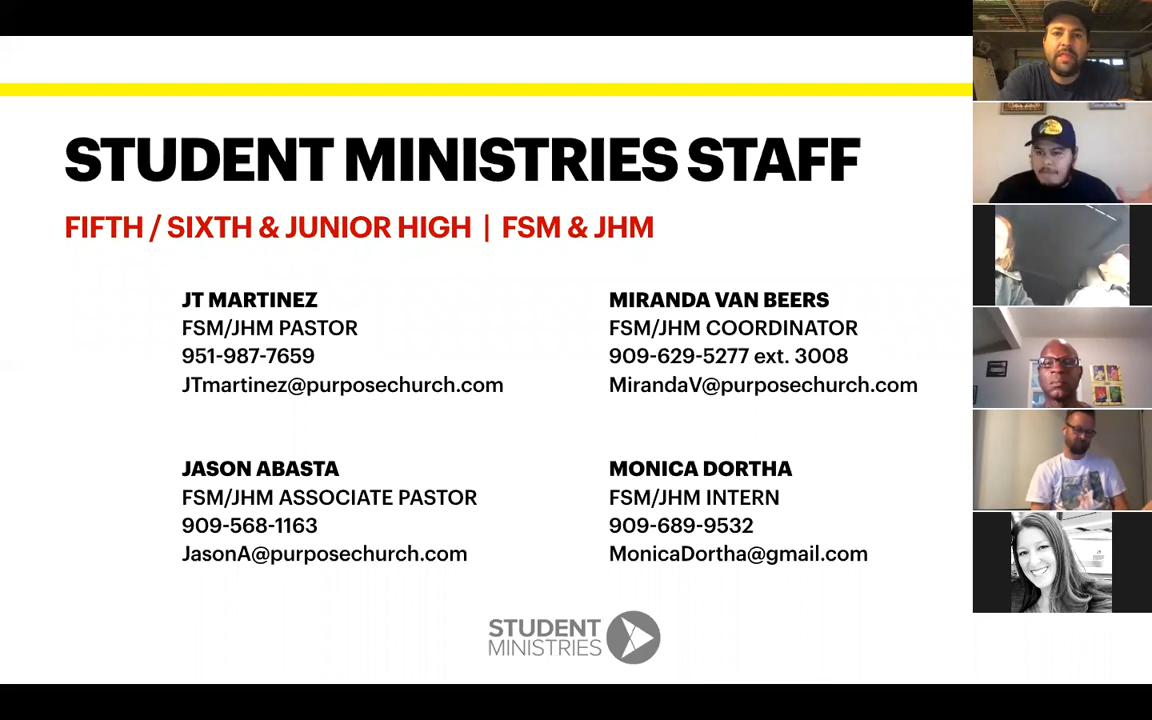 STUDENT MINISTRIES STAFF
FIFTH / SIXTH & JUNIOR HIGH | FSM & JHM
JT MARTINEZ
FSM/JHM PASTOR
951-987-7659
JTmartinez@purposechurch.com
MIRANDA VAN BEERS
FSM/JHM COORDINATOR
909-629-5277 ext. 3008
MirandaV@purposechurch.com
JASON ABASTA
FSM/JHM ASSOCIATE PASTOR
909-568-1163
JasonA@purposechurch.com
MONICA DORTHA
FSM/JHM INTERN
909-689-9532
MonicaDortha@gmail.com
STUDENT
MINISTRIES